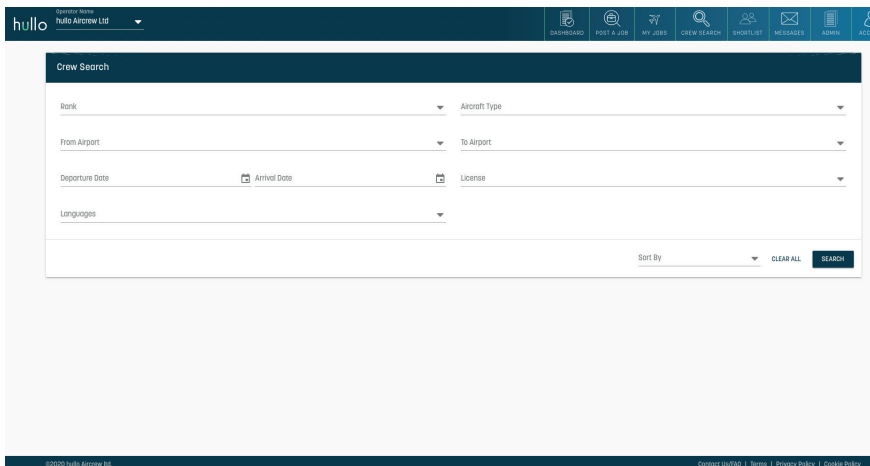 hullo
Operator Name
hullo Aircrew Ltd
DASHBOARD
POST A JOB
MY JOBS
CREW SEARCH
SHORTLIST
MESSAGES
ADMIN
ACC
Crew Search
Rank
Aircraft Type
From Airport
To Airport
Departure Date
Arrival Date
License
Languages
Sort By
CLEAR ALL
SEARCH
©2020 hullo Aircrew ltd.
Contact Us/FAQ | Terms | Privacy Policy | Cookie Policy